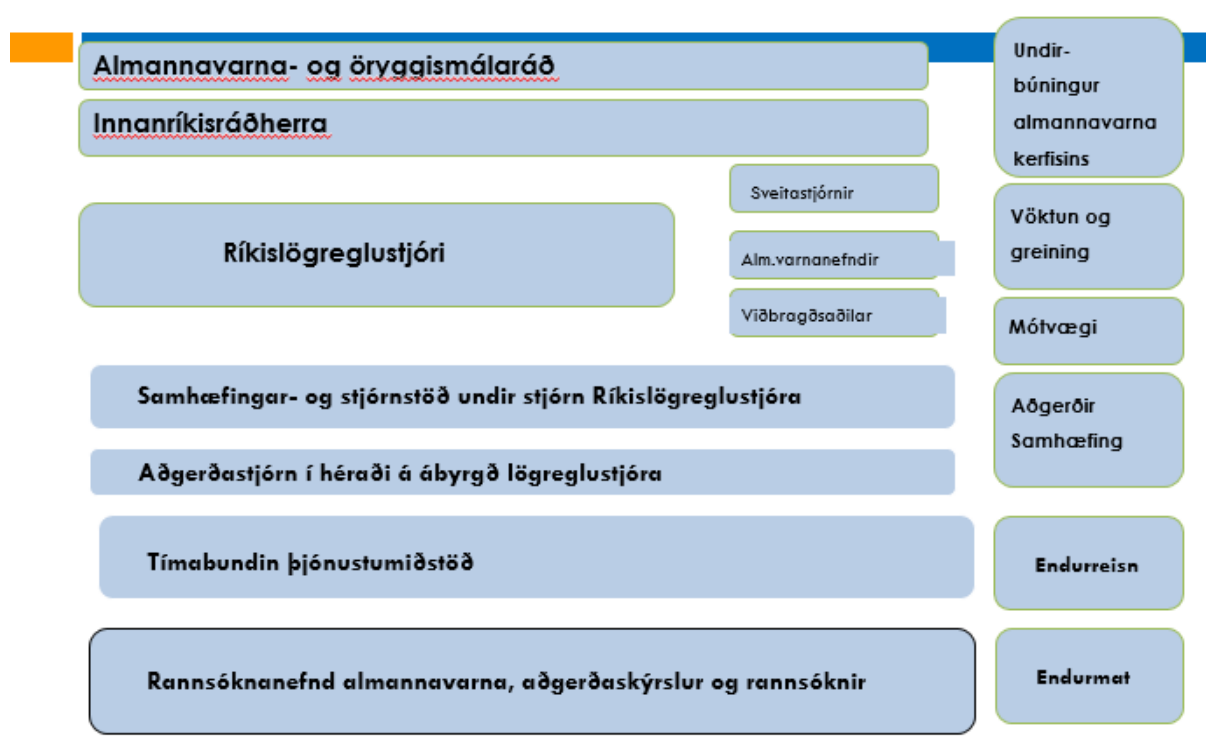 Almannavarna- og öryggismálaráð
Innanríkisráðherra
Sveitastjórnir
Ríkislögreglustjóri
Alm.varnanefndir
Viðbragðsaðilar
Samhæfingar- og stjórnstöð undir stjórn Ríkislögreglustjóra
Aðgerðastjórn í héraði á ábyrgð lögreglustjóra
Tímabundin þjónustumiðstöð
Rannsóknanefnd almannavarna, aðgerðaskýrslur og rannsóknir
Undir-
búningur
almannavarna
kerfisins
Vöktun og
greining
Mótvægi
Aðgerðir
Samhæfing
Endurreisn
Endurmat